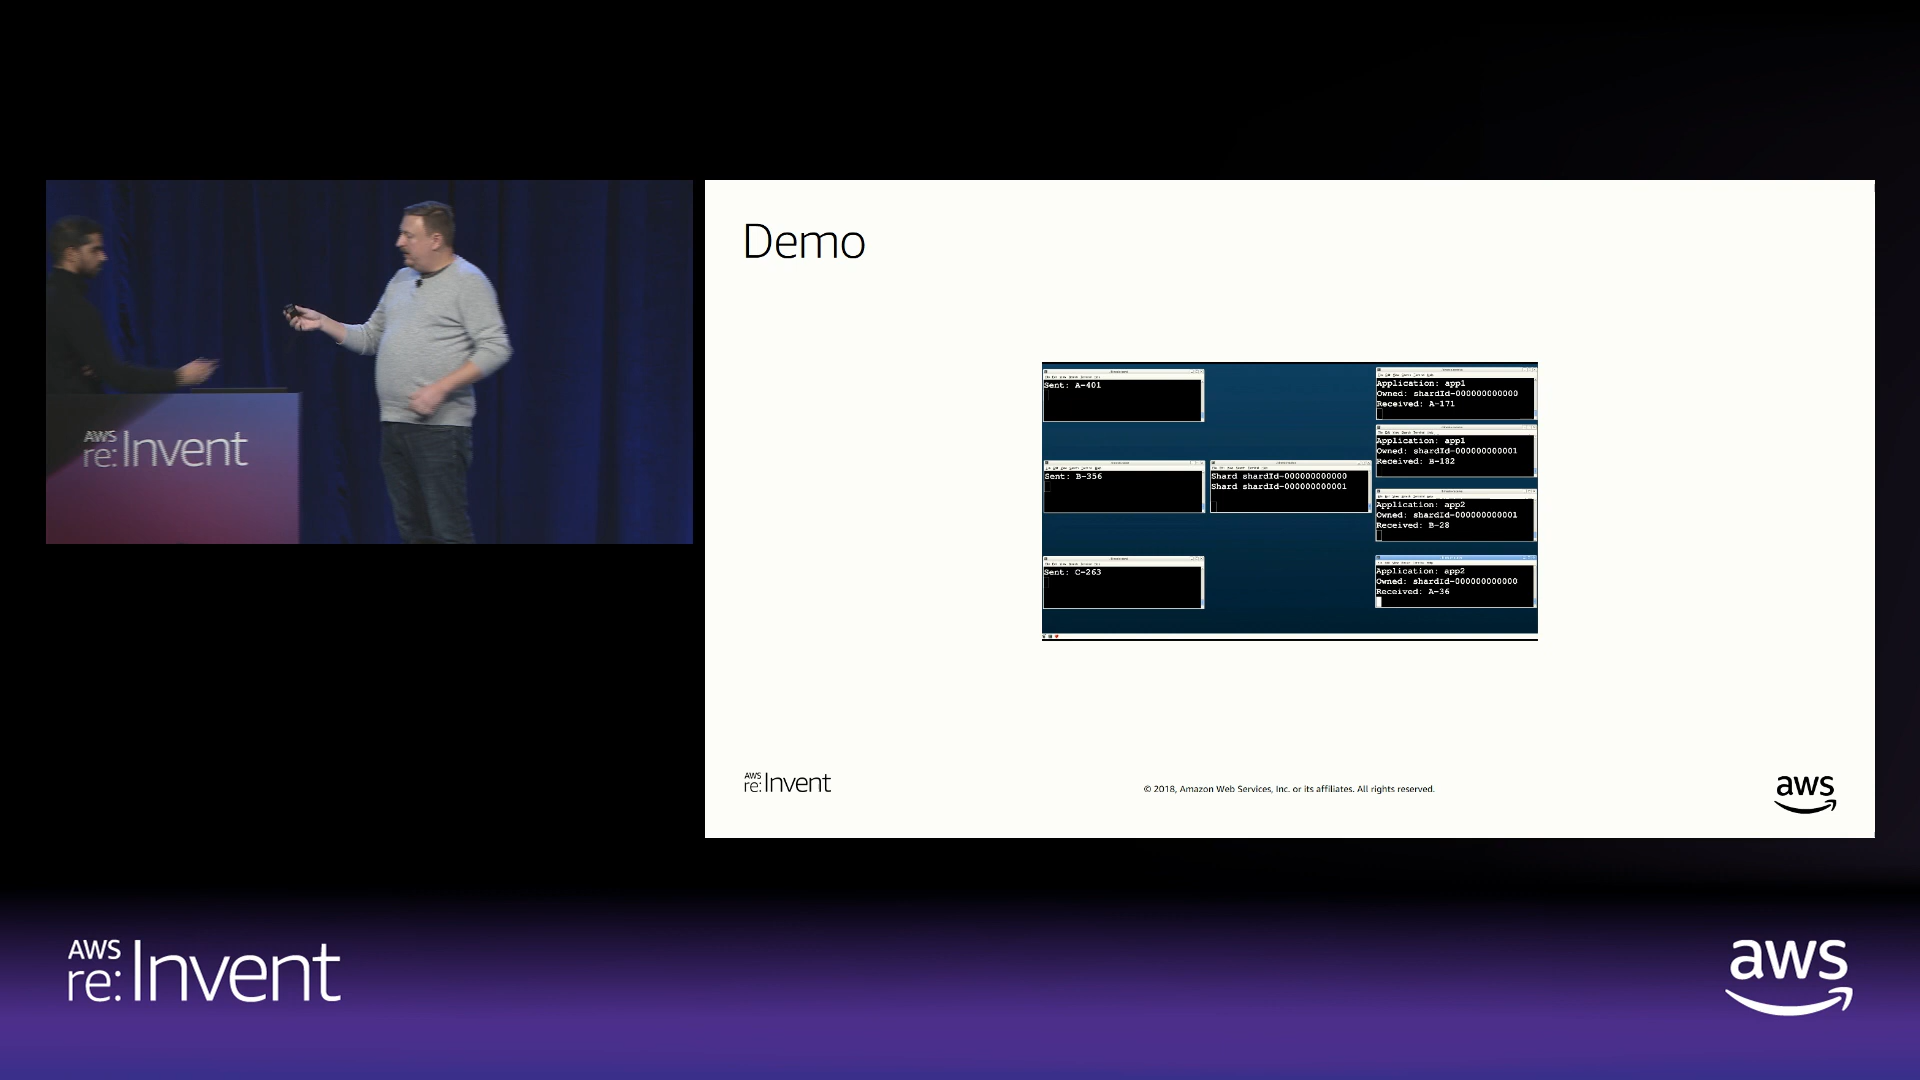 AWS
re:Invent
Demo
Sent: A-401
Sent: B-356
Sent: C-263
Shard shardId-000000000000
Shard shardId-000000000001
Application: app1
Owned: shardId-000000000000
Received: A-171
Application: app1
Owned: shardId-000000000001
Received: B-182
Application: app2
Owned: shardId-000000000001
Received: B-28
Application: app2
Owned: shardId-000000000000
Received: A-36
AWS
re:Invent
© 2018, Amazon Web Services, Inc. or its affiliates. All rights reserved.
aws
AWS
re:Invent
aws